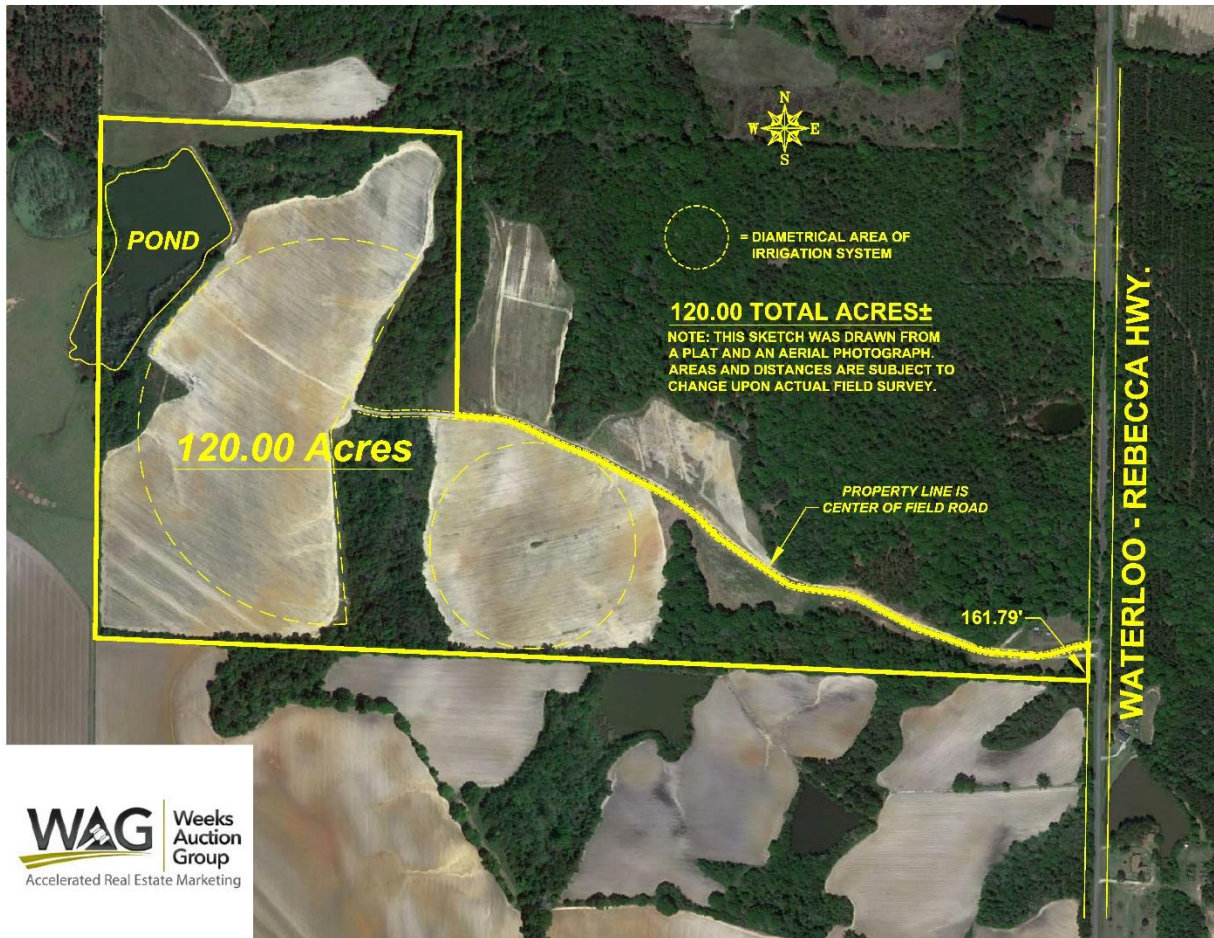 N
W E
S
POND
= DIAMETRICAL AREA OF
IRRIGATION SYSTEM
120.00 TOTAL ACRES±
NOTE: THIS SKETCH WAS DRAWN FROM
A PLAT AND AN AERIAL PHOTOGRAPH.
AREAS AND DISTANCES ARE SUBJECT TO
CHANGE UPON ACTUAL FIELD SURVEY.
120.00 Acres
PROPERTY LINE IS
CENTER OF FIELD ROAD
161.79'
WATERLOO - REBECCA HWY.
WAG
Weeks
Auction
Group
Accelerated Real Estate Marketing